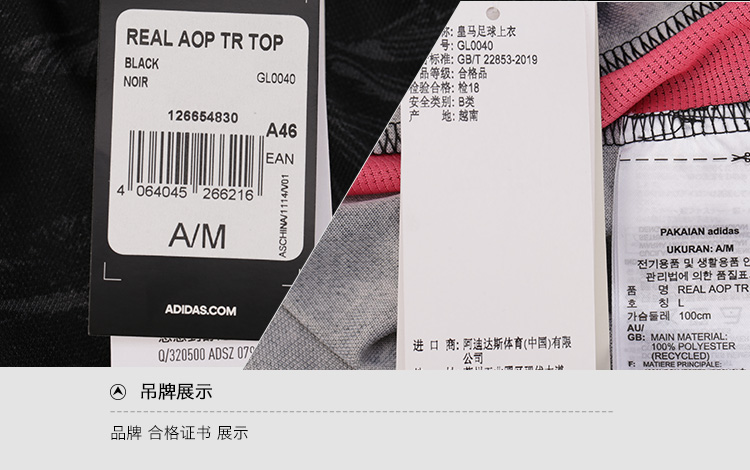 REAL AOP TR TOP
BLACK
NOIR
GL0040
126654830
A46
EAN
4 064045 266216
ASCHINA/1114/V01
A/M
ADIDAS.COM
Q/320500 ADSZ 079
称: 皇马足球上衣
号: GL0040
标准: GB/T 22853-2019
品等级: 合格品
检验合格: 检18
安全类别: B类
产 地: 越南
进 口 商: 阿迪达斯体育(中国)有限
公司
PAKAIAN adidas
UKURAN: A/M
전기용품 및 생활용품 안
관리법에 의한 품질표
품 명 REAL AOP TR
호 칭 L
가슴둘레 100cm
AU/
GB: MAIN MATERIAL:
100% POLYESTER
(RECYCLED)
F: MATIERE PRINCIPALE:
吊牌展示
品牌 合格证书 展示